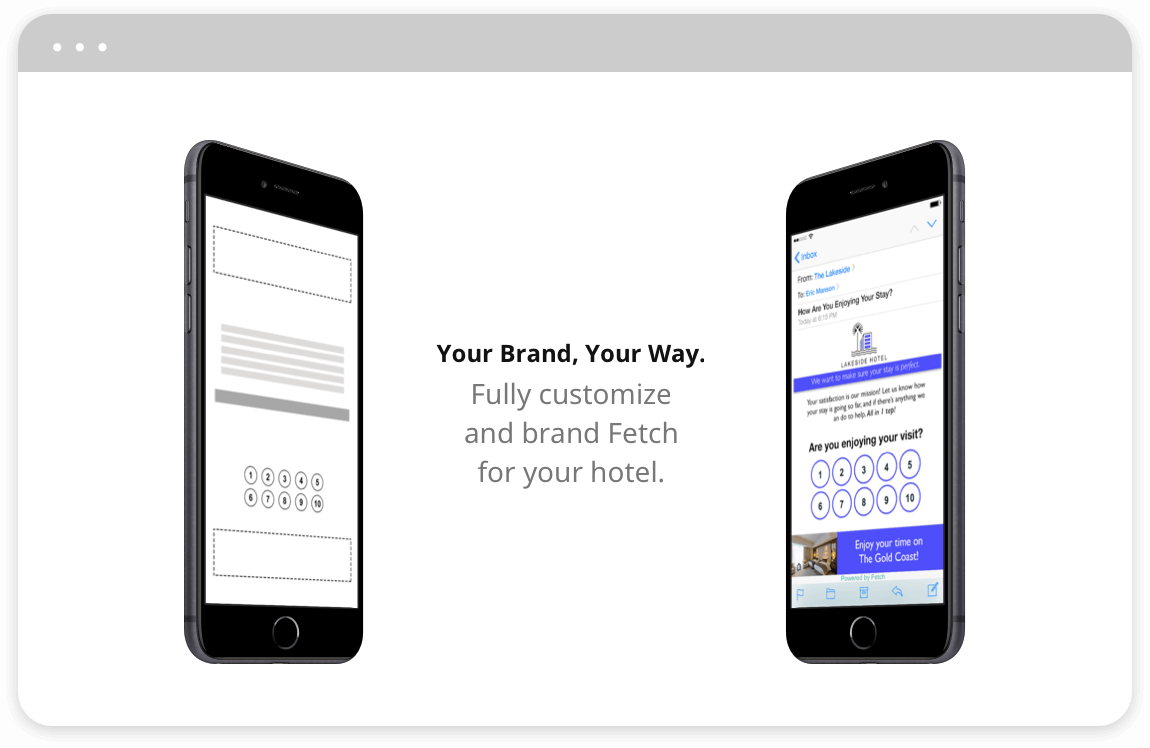 1 2 3 4 5
6 7 8 9 10
Your Brand, Your Way.
Fully customize
and brand Fetch
for your hotel.
Inbox
From: The Lakeside
To: Eric Manson
How Are You Enjoying Your Stay?
Today at 6:15 PM
LAKESIDE HOTEL
We want to make sure your stay is perfect.
Your satisfaction is our mission! Let us know how
your stay is going so far, and if there's anything we
an do to help. All in 1 tap!
Are you enjoying your visit?
1 2 3 4 5
6 7 8 9 10
Enjoy your time on
The Gold Coast!
Powered by Fetch